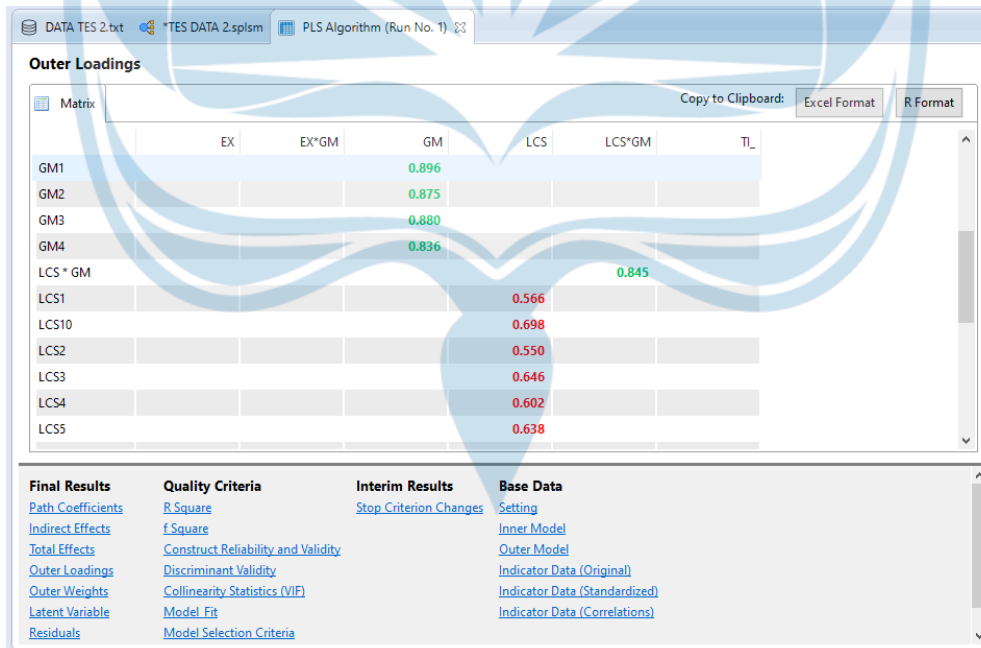 DATA TES 2.txt *TES DATA 2.splsm PLS Algorithm (Run No. 1)
Outer Loadings
Matrix Copy to Clipboard: Excel Format R Format
EX EX*GM GM LCS LCS*GM TI_
GM1 0.896
GM2 0.875
GM3 0.880
GM4 0.836
LCS * GM 0.845
LCS1 0.566
LCS10 0.698
LCS2 0.550
LCS3 0.646
LCS4 0.602
LCS5 0.638
Final Results Quality Criteria Interim Results Base Data
Path Coefficients R Square Stop Criterion Changes Setting
Indirect Effects f Square Inner Model
Total Effects Construct Reliability and Validity Outer Model
Outer Loadings Discriminant Validity Indicator Data (Original)
Outer Weights Collinearity Statistics (VIF) Indicator Data (Standardized)
Latent Variable Model_Fit Indicator Data (Correlations)
Residuals Model Selection Criteria